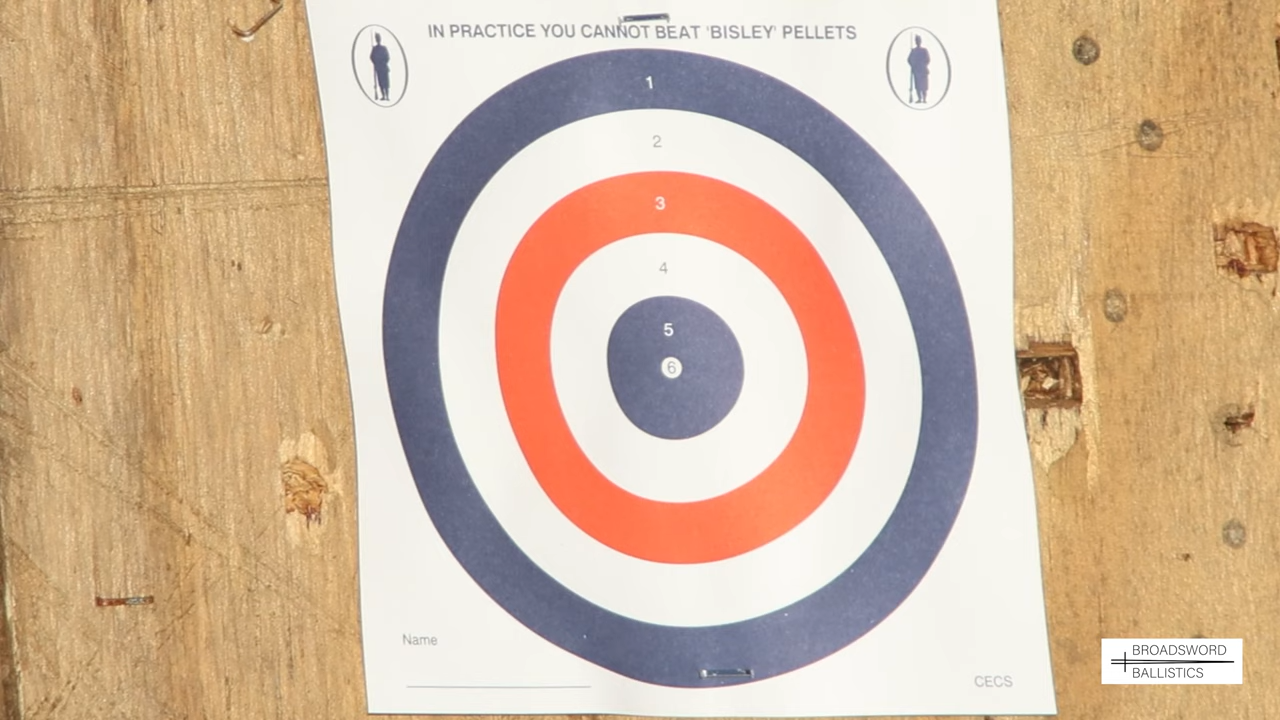 IN PRACTICE YOU CANNOT BEAT 'BISLEY' PELLETS
1
2
3
4
5
6
Name
CECS
BROADSWORD
BALLISTICS